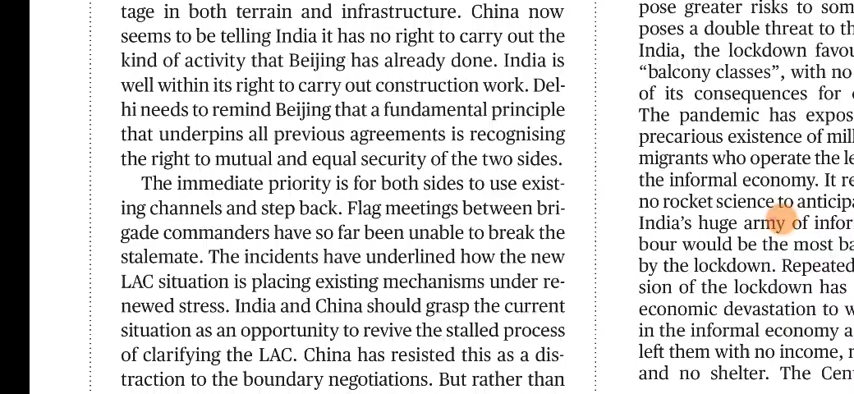 tage in both terrain and infrastructure. China now
seems to be telling India it has no right to carry out the
kind of activity that Beijing has already done. India is
well within its right to carry out construction work. Del-
hi needs to remind Beijing that a fundamental principle
that underpins all previous agreements is recognising
the right to mutual and equal security of the two sides.
The immediate priority is for both sides to use exist-
ing channels and step back. Flag meetings between bri-
gade commanders have so far been unable to break the
stalemate. The incidents have underlined how the new
LAC situation is placing existing mechanisms under re-
newed stress. India and China should grasp the current
situation as an opportunity to revive the stalled process
of clarifying the LAC. China has resisted this as a dis-
traction to the boundary negotiations. But rather than
pose greater risks to som
poses a double threat to th
India, the lockdown favou
“balcony classes”, with no
of its consequences for
The pandemic has expos
precarious existence of mil
migrants who operate the le
the informal economy. It re
no rocket science to anticipa
India’s huge army of infor
bour would be the most ba
by the lockdown. Repeated
sion of the lockdown has
economic devastation to w
in the informal economy a
left them with no income, r
and no shelter. The Cen